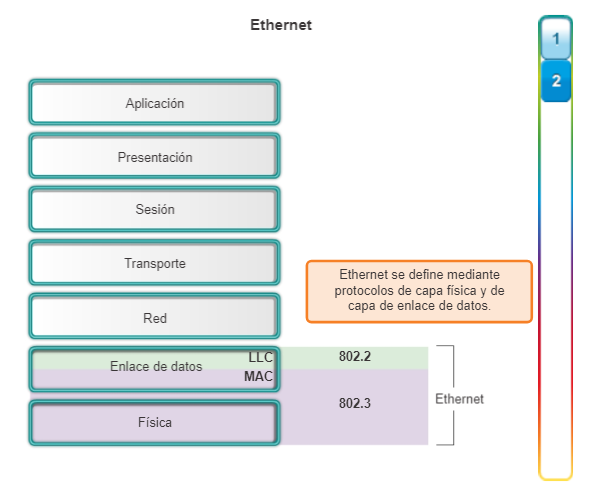 Ethernet
1
2
Aplicación
Presentación
Sesión
Transporte
Ethernet se define mediante
protocolos de capa física y de
capa de enlace de datos.
Red
Enlace de datos
LLC
802.2
MAC
802.3
Ethernet
Física